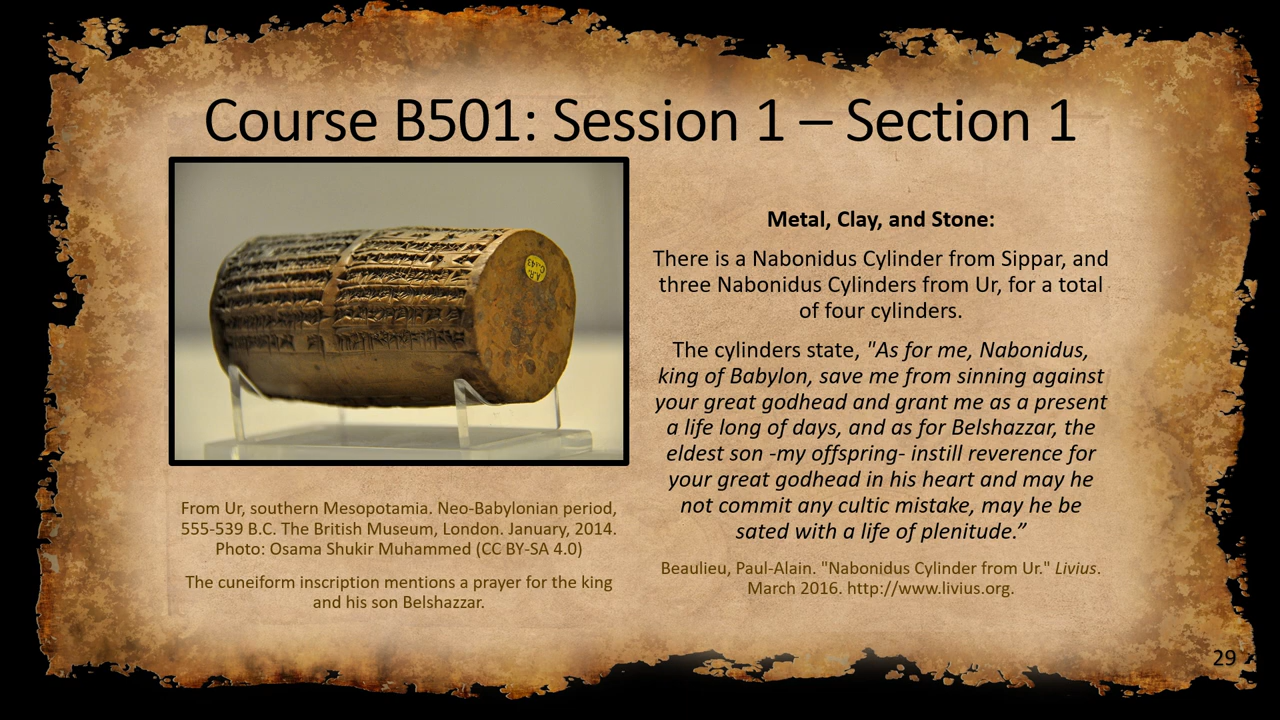 Course B501: Session 1 – Section 1
Metal, Clay, and Stone:
There is a Nabonidus Cylinder from Sippar, and
three Nabonidus Cylinders from Ur, for a total
of four cylinders.
The cylinders state, "As for me, Nabonidus,
king of Babylon, save me from sinning against
your great godhead and grant me as a present
a life long of days, and as for Belshazzar, the
eldest son -my offspring- instill reverence for
your great godhead in his heart and may he
not commit any cultic mistake, may he be
sated with a life of plenitude.”
Beaulieu, Paul-Alain. "Nabonidus Cylinder from Ur." Livius.
March 2016. http://www.livius.org.
From Ur, southern Mesopotamia. Neo-Babylonian period,
555-539 B.C. The British Museum, London. January, 2014.
Photo: Osama Shukir Muhammed (CC BY-SA 4.0)
The cuneiform inscription mentions a prayer for the king
and his son Belshazzar.
29